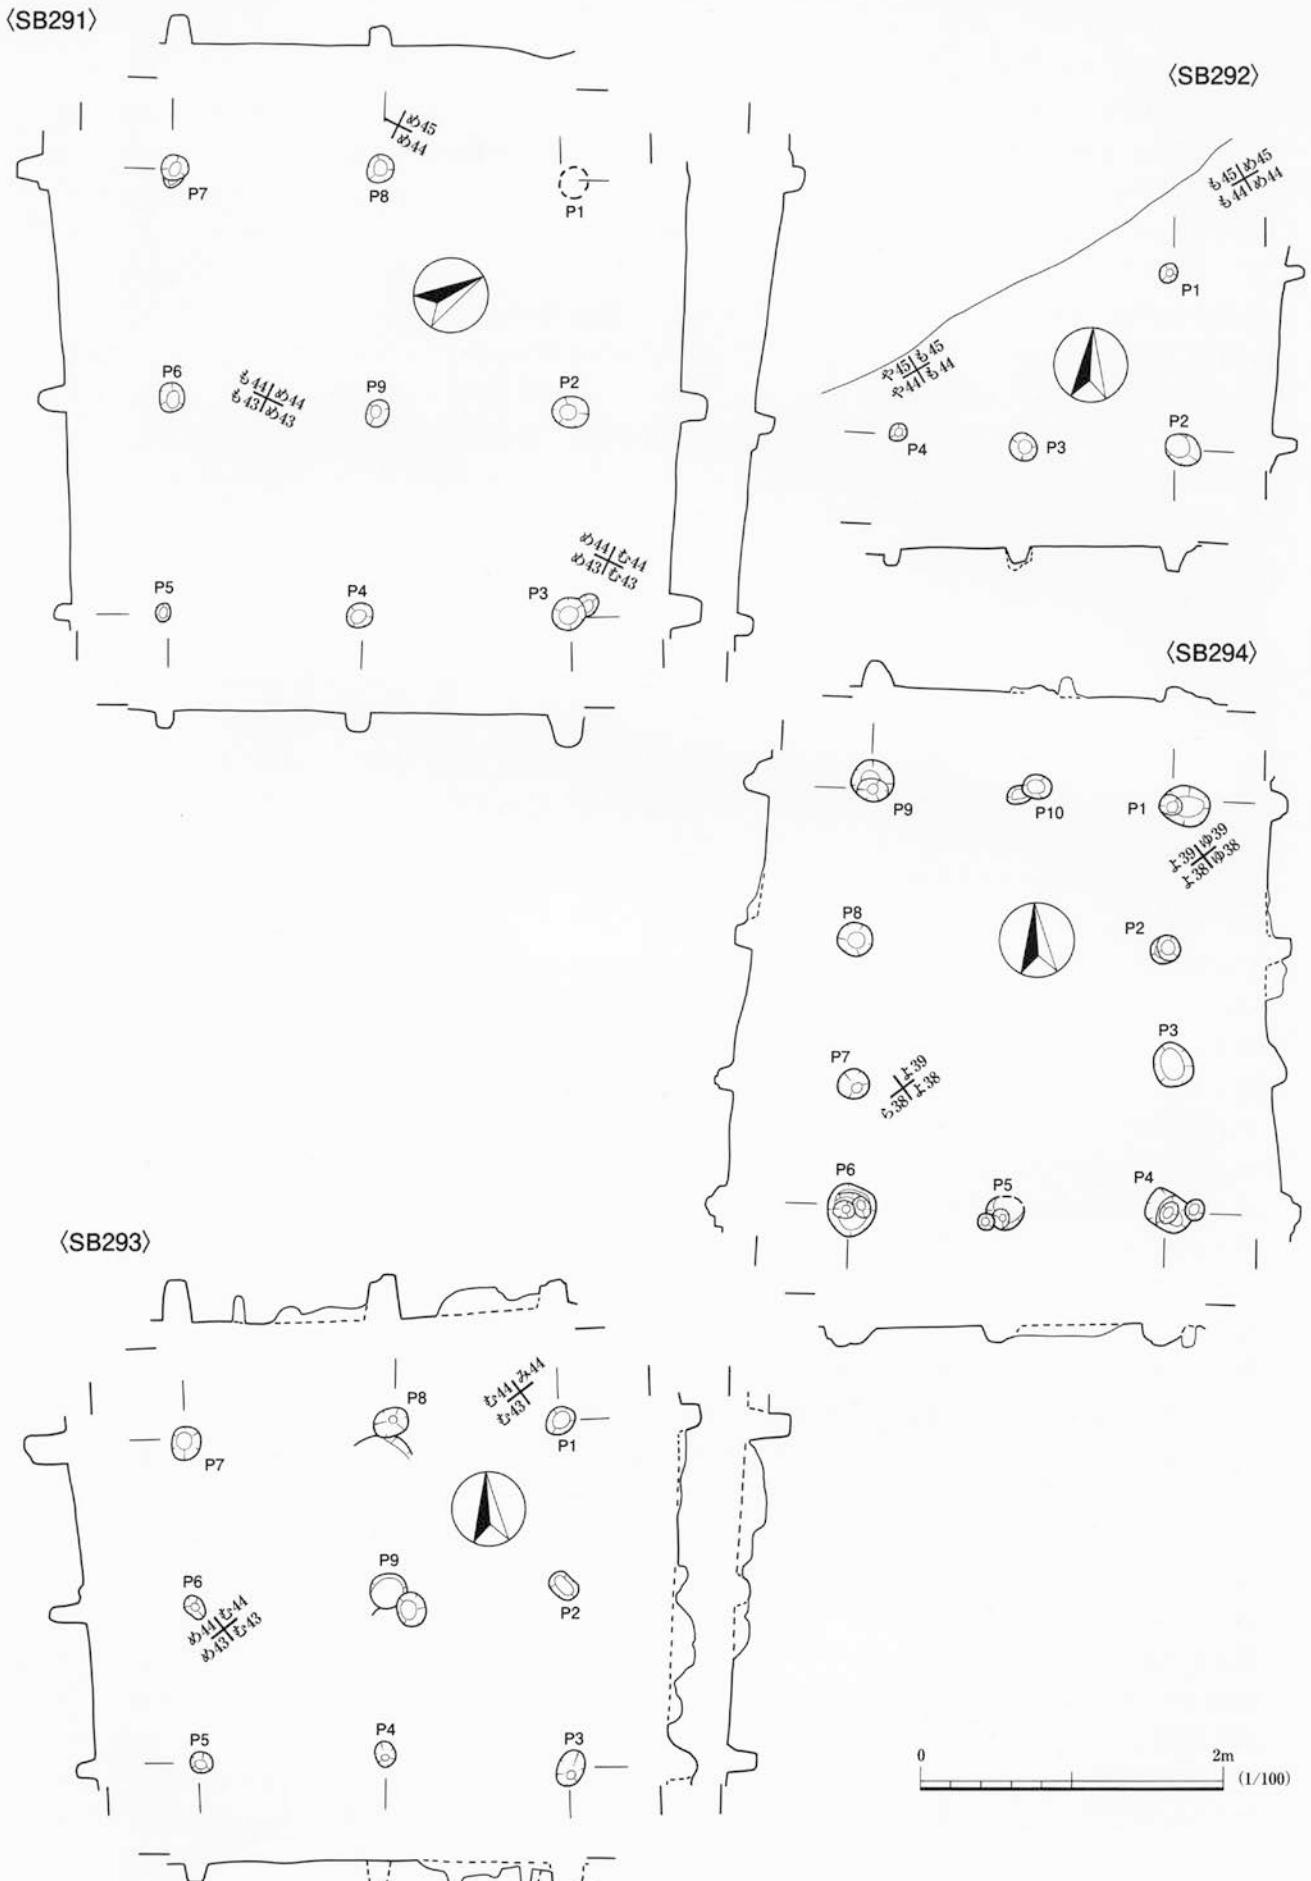 〈SB291〉
め45
め44
P7
P8
P1
P6
も44 め44
も43 め43
P9
P2
め44 む44
め43 む43
P5
P4
P3
〈SB292〉
も45 め45
も44 め44
P1
や45 も45
や44 も44
P4
P3
P2
〈SB294〉
P9
P10
P1
よ39 ゆ39
よ38 ゆ38
P8
P2
P3
P7
よ39
ら38 よ38
P6
P5
P4
〈SB293〉
む44 み44
む43
P8
P1
P7
P9
P6
P2
め44 む44
め43 む43
P5
P4
P3
0 2m
(1/100)